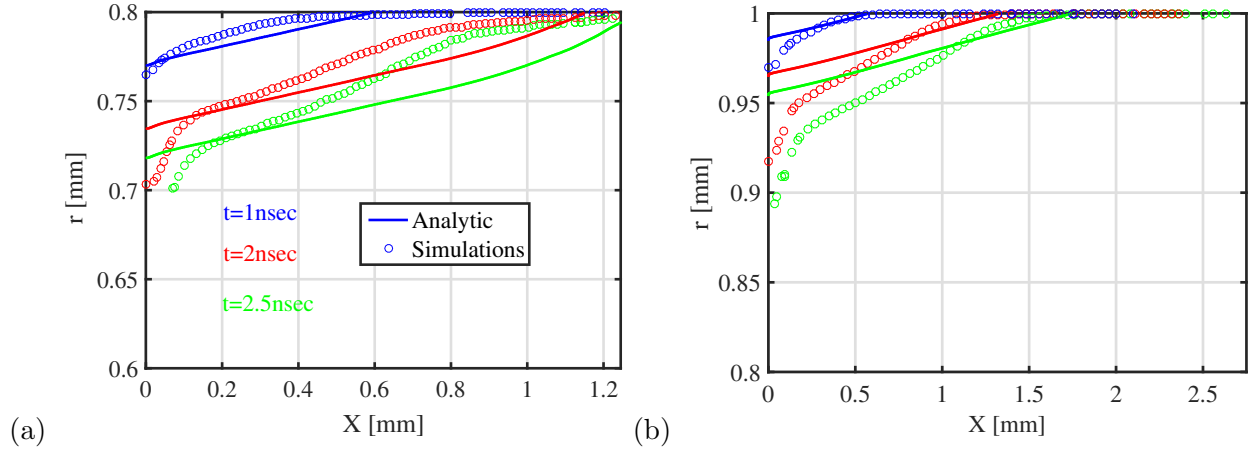 0.8
0.75
0.7
0.65
0.6
r [mm]
0 0.2 0.4 0.6 0.8 1 1.2
X [mm]
t=1nsec
t=2nsec
t=2.5nsec
Analytic
Simulations
(a)
1
0.95
0.9
0.85
0.8
r [mm]
0 0.5 1 1.5 2 2.5
X [mm]
(b)